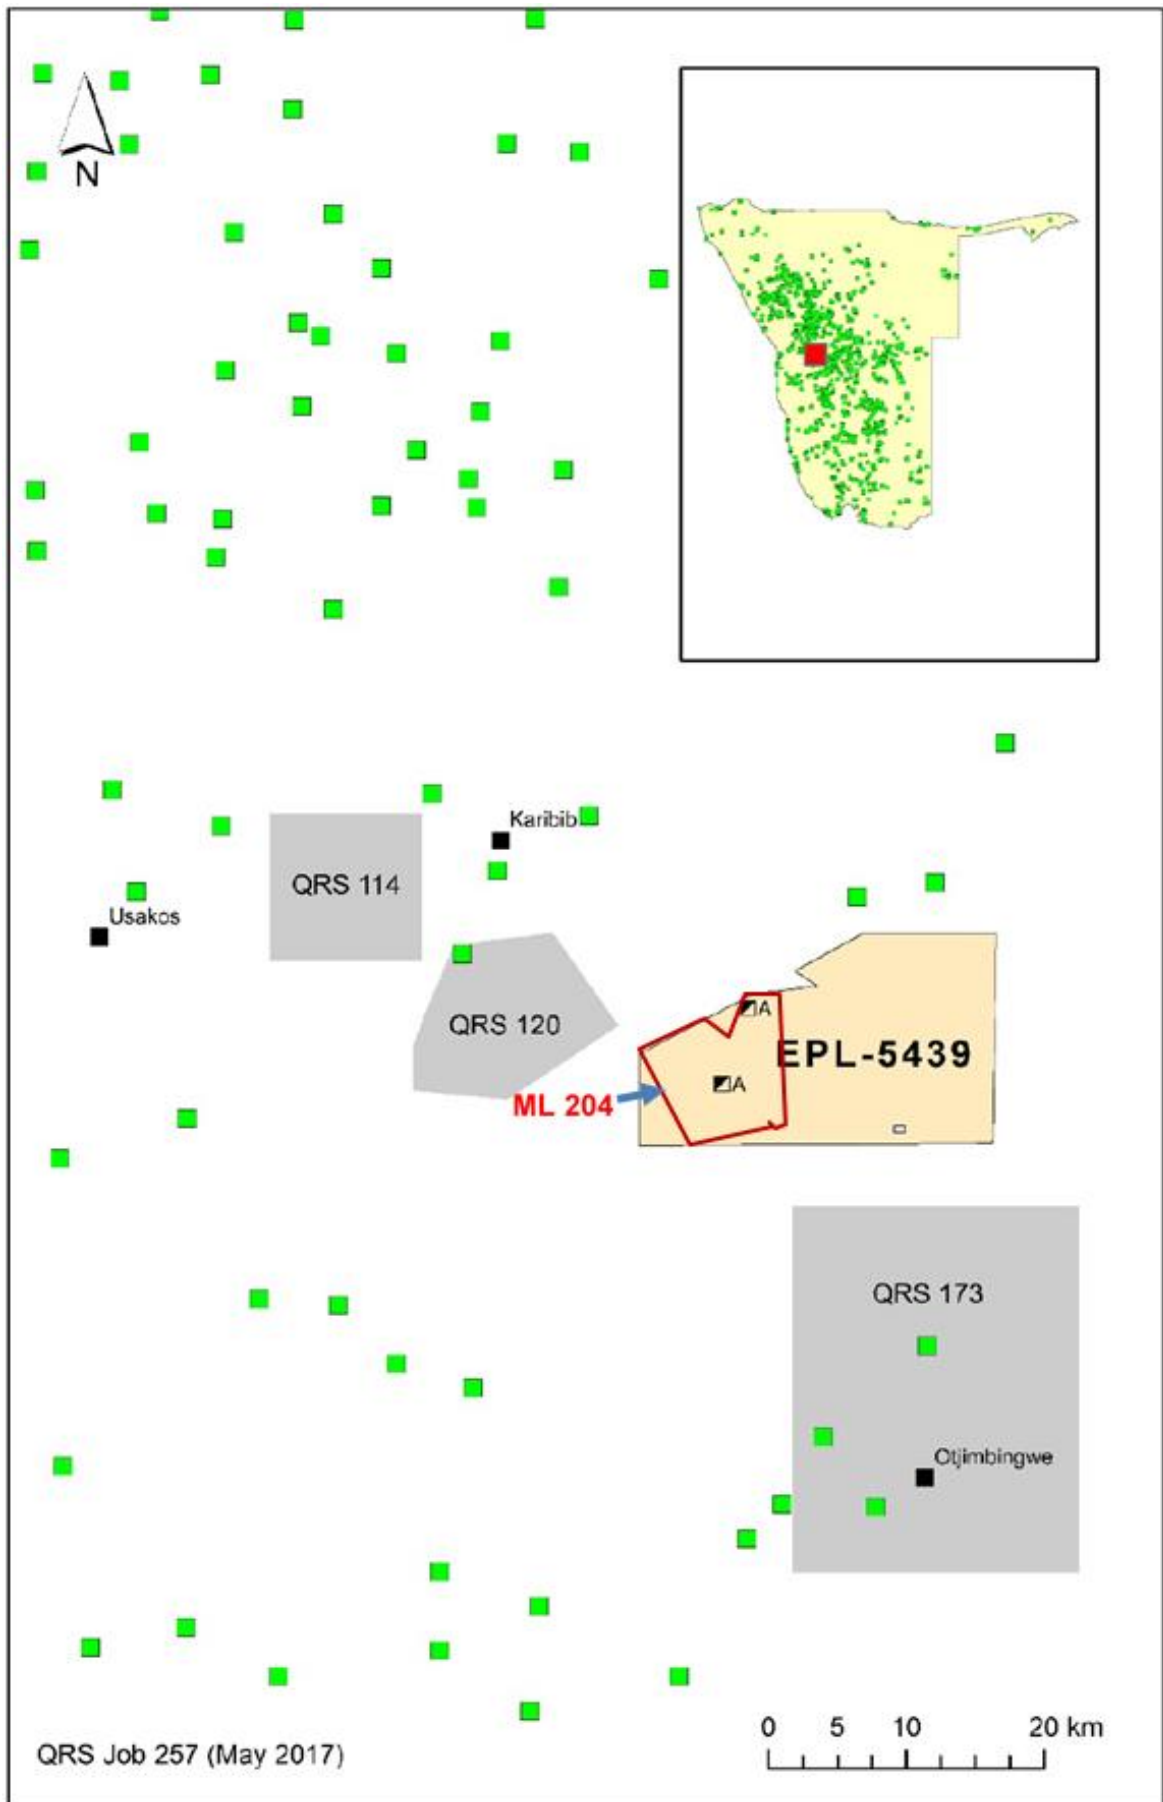 N
Karibib
QRS 114
Usakos
QRS 120
A
EPL-5439
A
ML 204
QRS 173
Otjimbingwe
0 5 10 20 km
QRS Job 257 (May 2017)